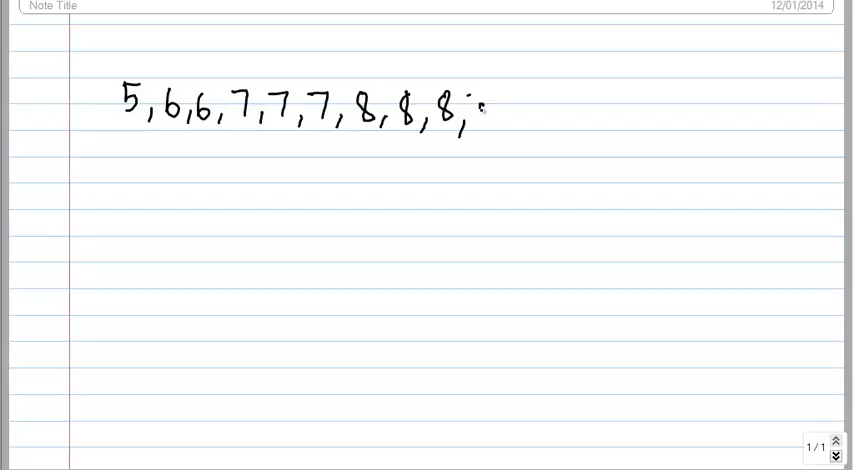 Note Title
12/01/2014
5, 6, 6, 7, 7, 7, 8, 8, 8,
1 / 1